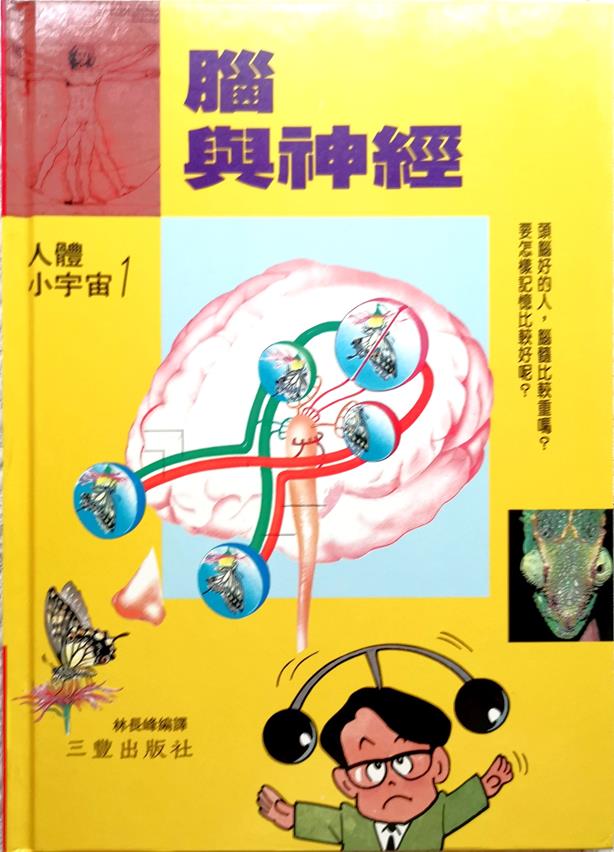 腦
與神經
人體
小宇宙1
頭腦好的人，腦髓比較重嗎？
要怎樣記憶比較好呢？
林長峰編譯
三豐出版社